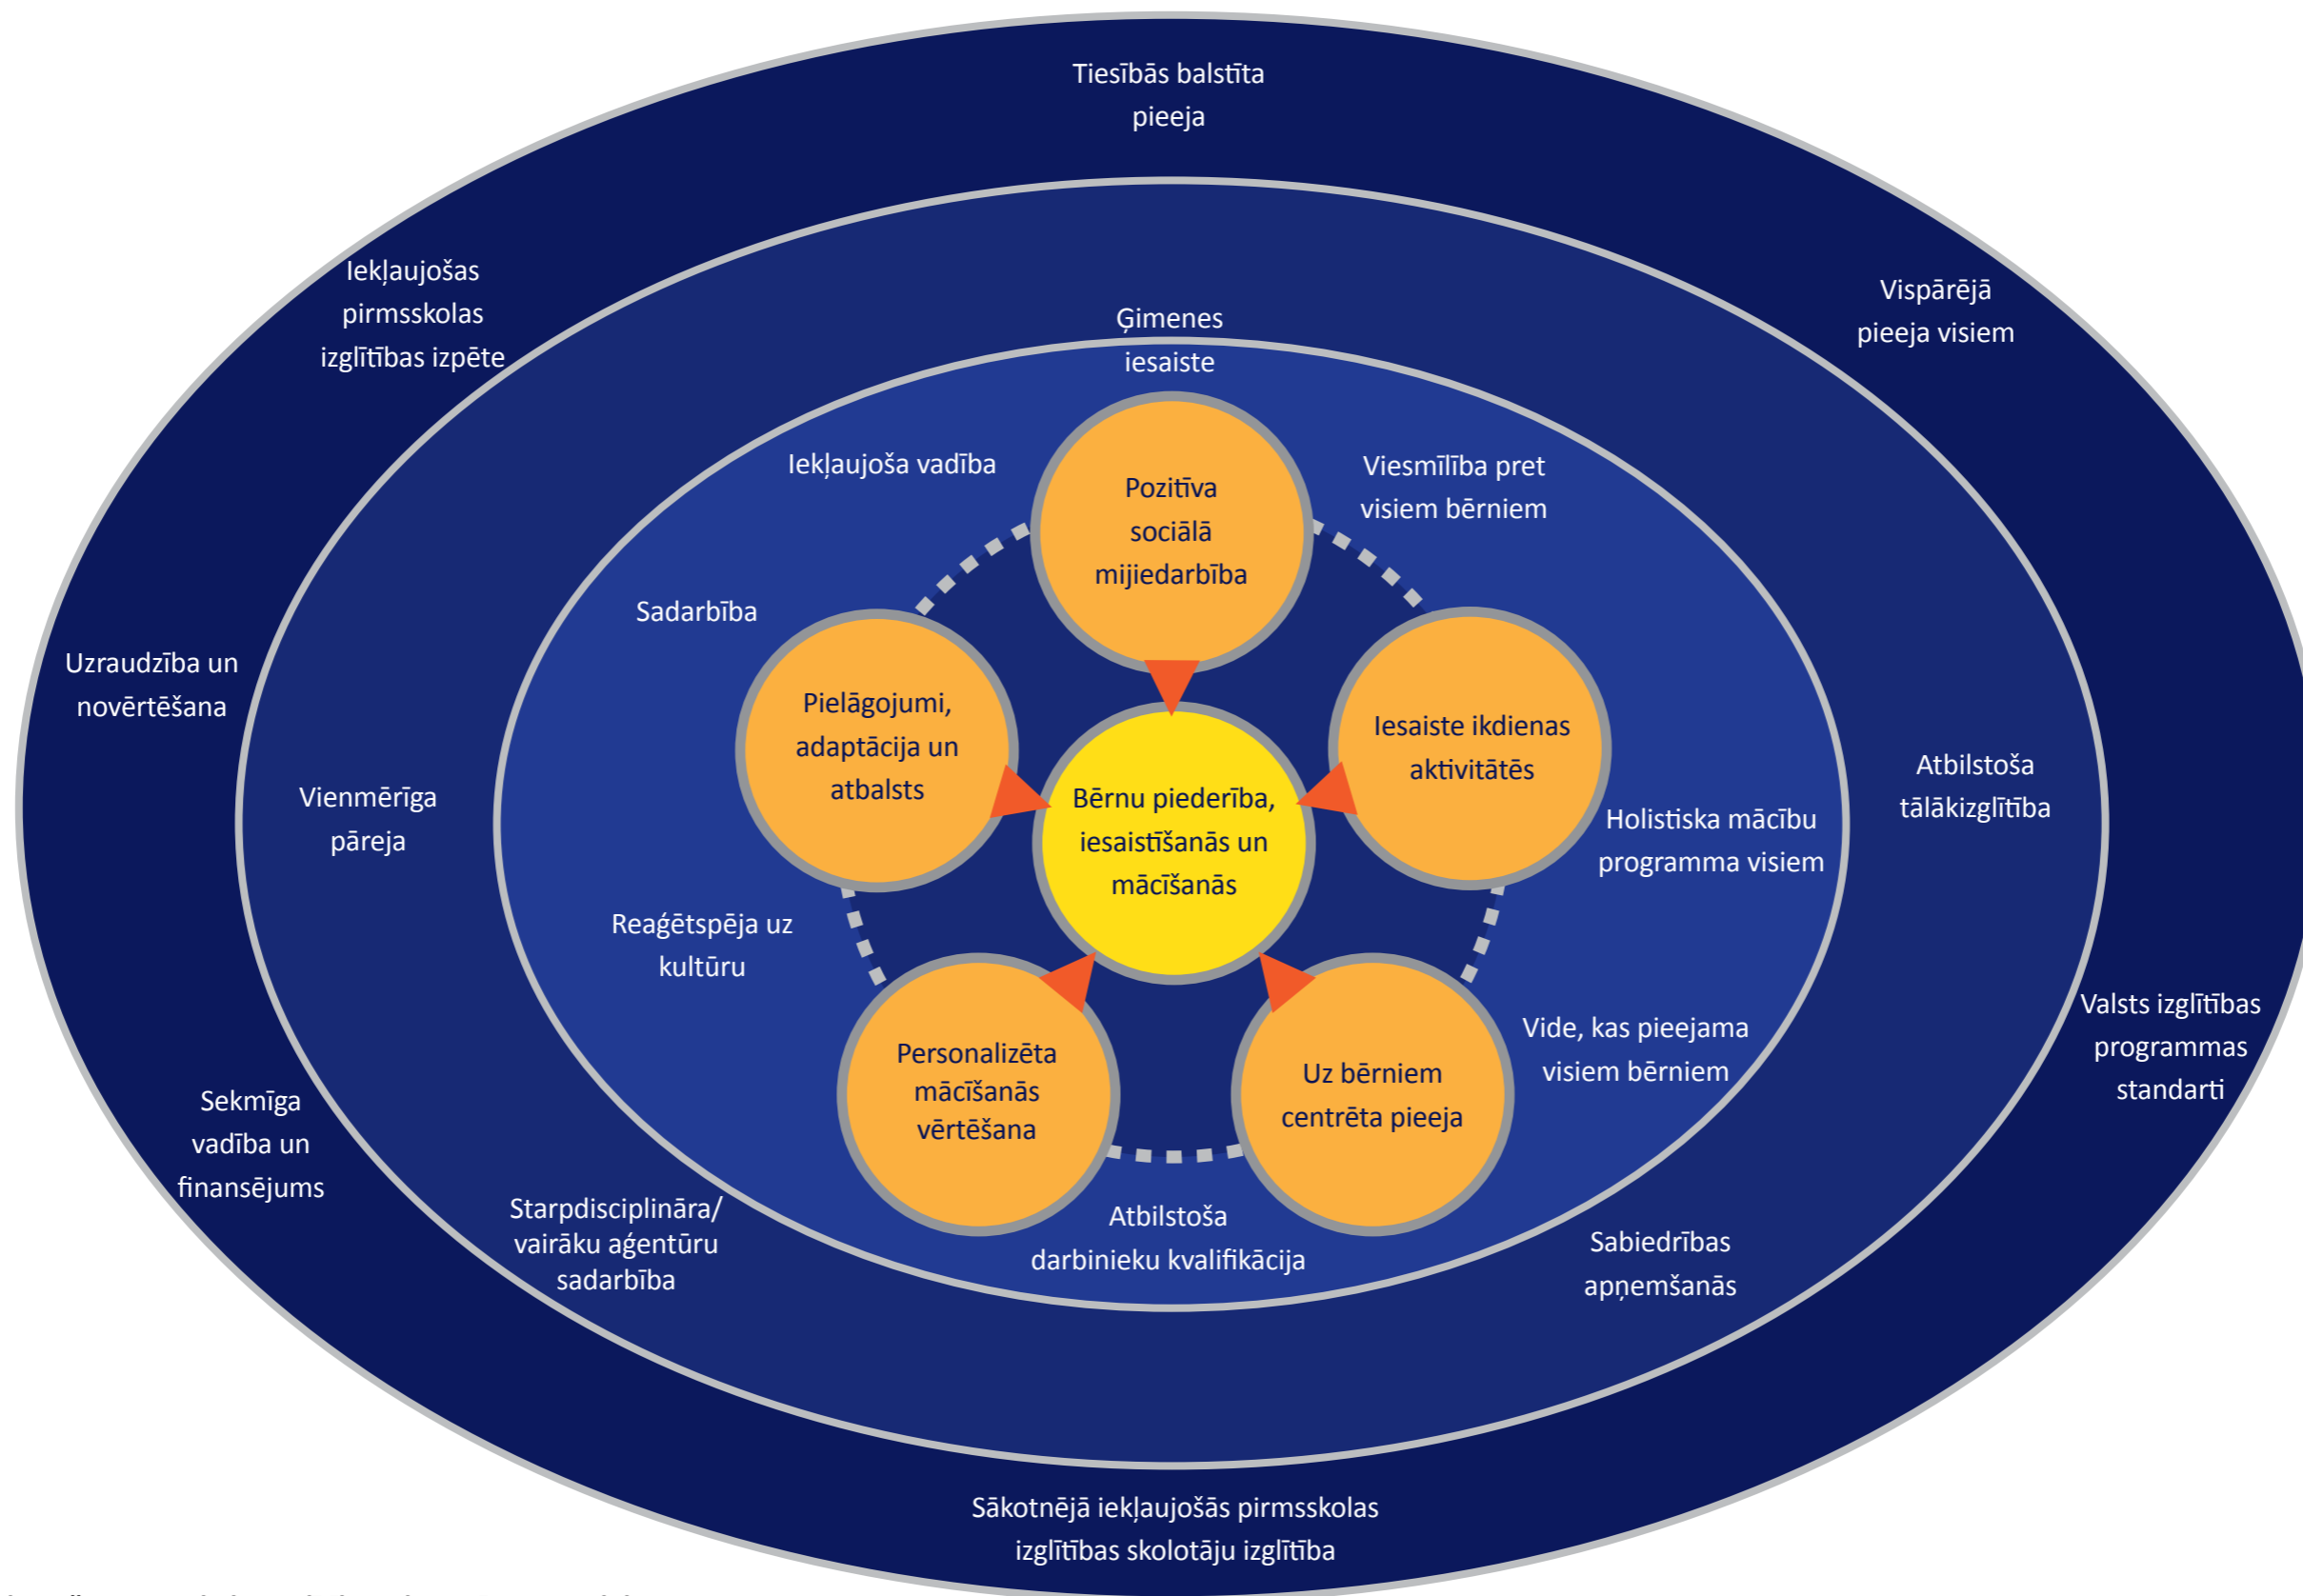 Tiesībās balstīta
pieeja
Iekļaujošas
pirmsskolas
izglītības izpēte
Vispārējā
pieeja visiem
Ģimenes
iesaiste
Iekļaujoša vadība
Viesmīlība pret
visiem bērniem
Pozitīva
sociālā
mijiedarbība
Sadarbība
Uzraudzība un
novērtēšana
Pielāgojumi,
adaptācija un
atbalsts
Iesaiste ikdienas
aktivitātēs
Vienmērīga
pāreja
Bērnu piederība,
iesaistīšanās un
mācīšanās
Holistiska mācību
programma visiem
Atbilstoša
tālākizglītība
Reaģētspēja uz
kultūru
Personalizēta
mācīšanās
vērtēšana
Uz bērniem
centrēta pieeja
Vide, kas pieejama
visiem bērniem
Valsts izglītības
programmas
standarti
Sekmīga
vadība un
finansējums
Starpdisciplināra/
vairāku aģentūru
sadarbība
Atbilstoša
darbinieku kvalifikācija
Sabiedrības
apņemšanās
Sākotnējā iekļaujošās pirmsskolas
izglītības skolotāju izglītība